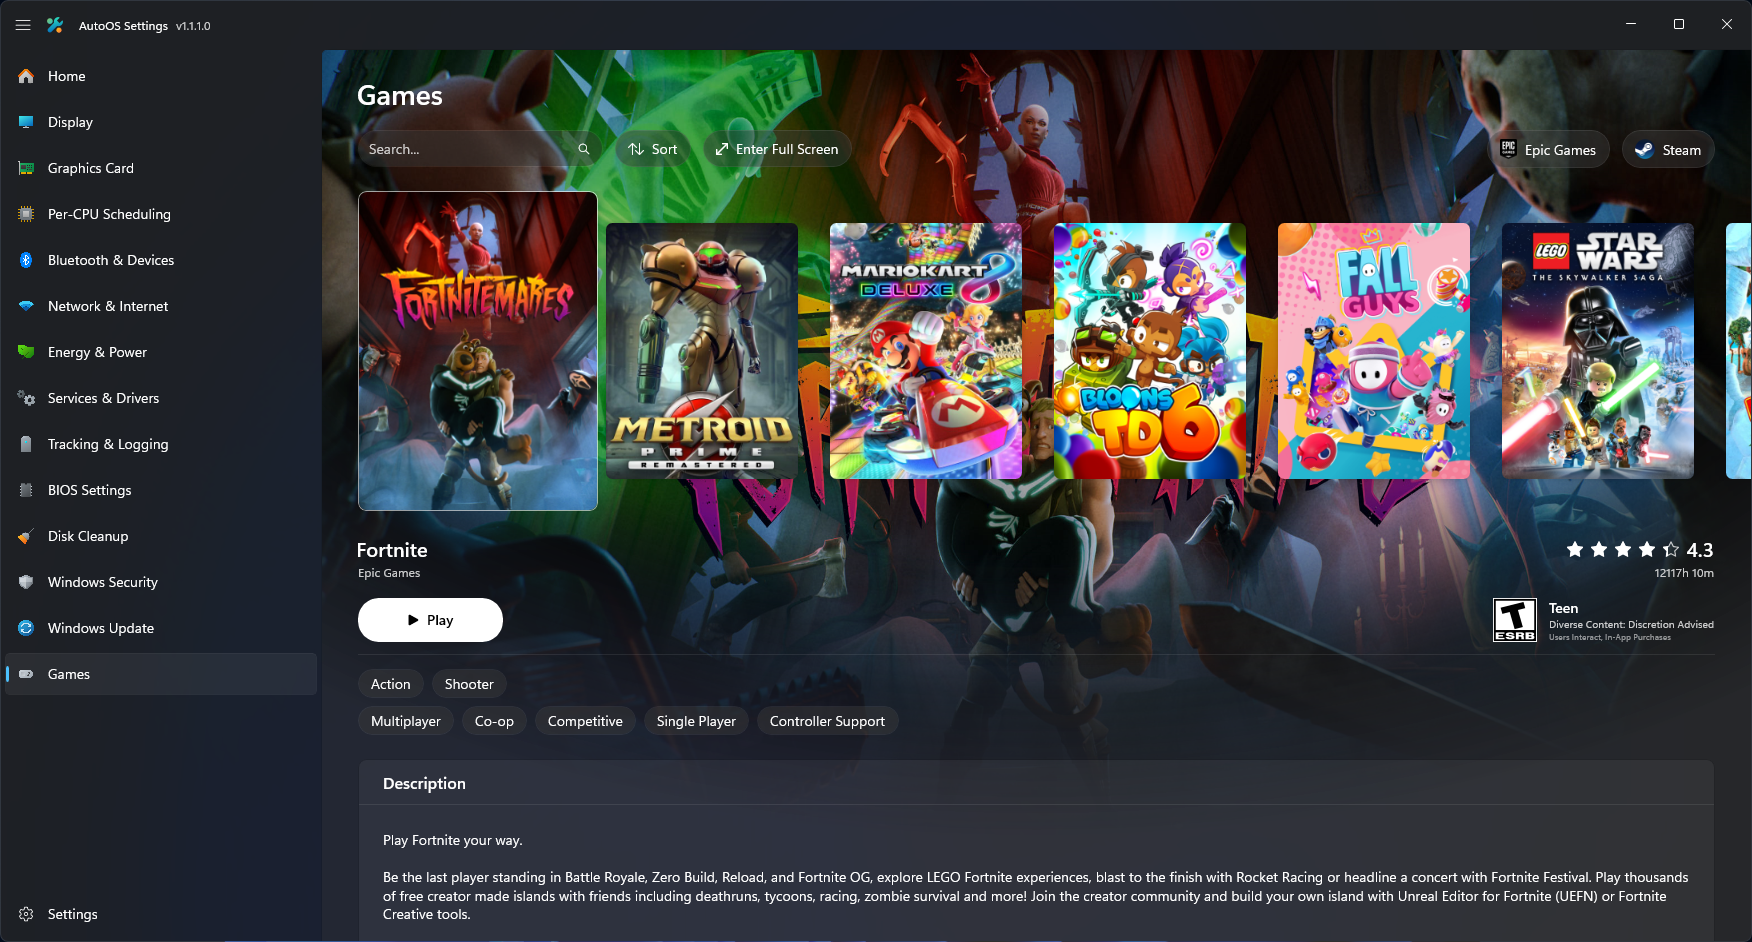 AutoOS Settings v1.1.1.0
Home
Display
Graphics Card
Per-CPU Scheduling
Bluetooth & Devices
Network & Internet
Energy & Power
Services & Drivers
Tracking & Logging
BIOS Settings
Disk Cleanup
Windows Security
Windows Update
Games
Settings
Games
Search...
Sort
Enter Full Screen
EPIC GAMES
Epic Games
Steam
FORTNITEMARES
METROID
PRIME
REMASTERED
MARIOKART 8
DELUXE
BLOONS
TD6
FALL
GUYS
LEGO STAR
WARS
THE SKYWALKER SAGA
Fortnite
Epic Games
4.3
12117h 10m
Play
T
ESRB
Teen
Diverse Content: Discretion Advised
Users Interact, In-App Purchases
Action
Shooter
Multiplayer
Co-op
Competitive
Single Player
Controller Support
Description
Play Fortnite your way.
Be the last player standing in Battle Royale, Zero Build, Reload, and Fortnite OG, explore LEGO Fortnite experiences, blast to the finish with Rocket Racing or headline a concert with Fortnite Festival. Play thousands
of free creator made islands with friends including deathruns, tycoons, racing, zombie survival and more! Join the creator community and build your own island with Unreal Editor for Fortnite (UEFN) or Fortnite
Creative tools.